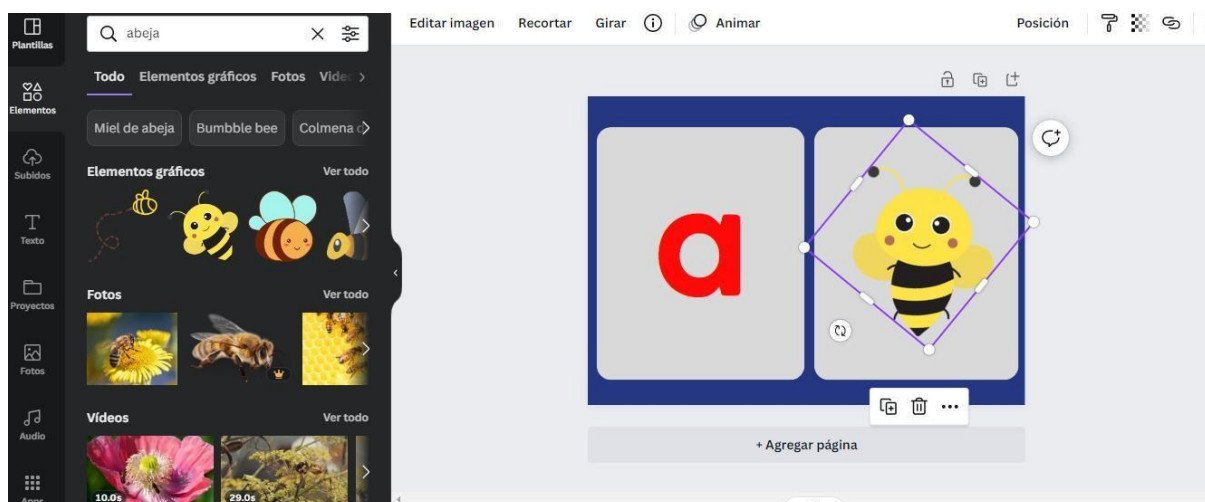 Plantillas
Elementos
Subidos
Texto
Proyectos
Fotos
Audio
Apps
abeja
Todo Elementos gráficos Fotos
Miel de abeja Bumbble bee Colmena
Elementos gráficos Ver todo
Fotos Ver todo
Vídeos Ver todo
10.0s 29.0s
Editar imagen Recortar Girar Animar Posición
a
+ Agregar página